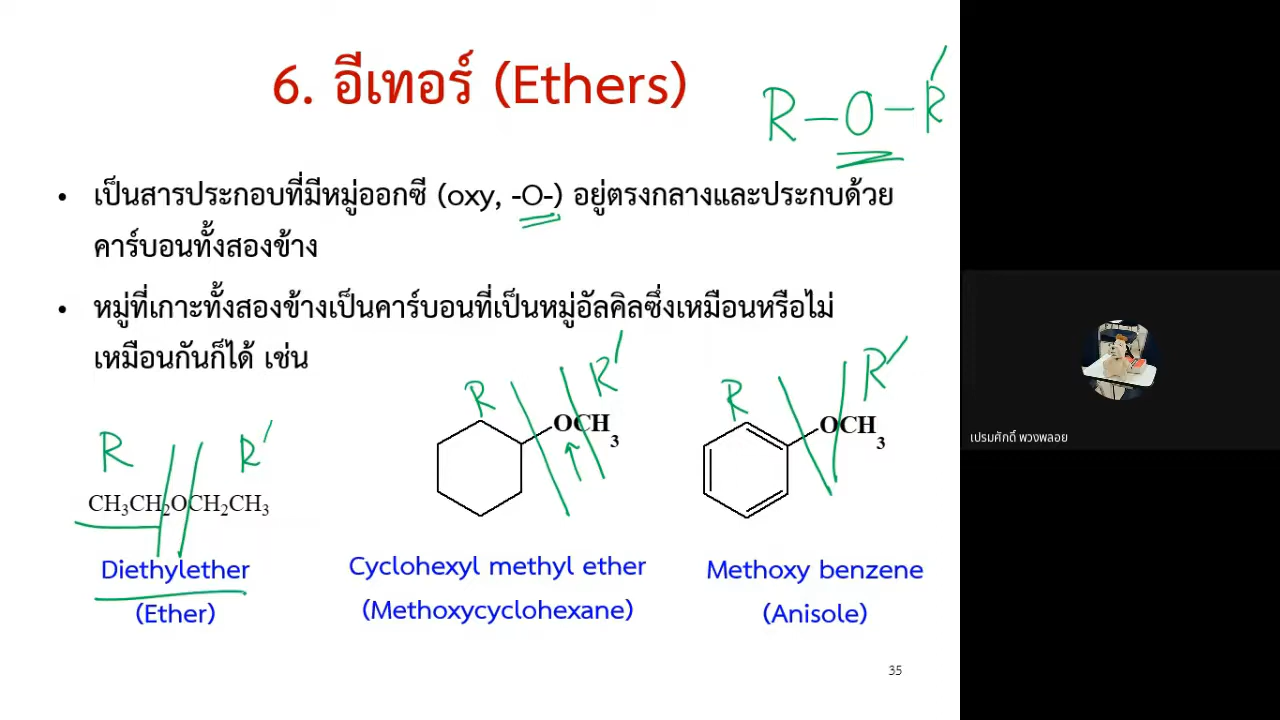 6. อีเทอร์ (Ethers)
R-O-R'
• เป็นสารประกอบที่มีหมู่ออกซี (oxy, -O-) อยู่ตรงกลางและประกบด้วย
คาร์บอนทั้งสองข้าง
• หมู่ที่เกาะทั้งสองข้างเป็นคาร์บอนที่เป็นหมู่อัลคิลซึ่งเหมือนหรือไม่
เหมือนกันก็ได้ เช่น
R R'
CH₃CH₂OCH₂CH₃
Diethylether
(Ether)
R R'
OCH₃
Cyclohexyl methyl ether
(Methoxycyclohexane)
R R'
OCH₃
Methoxy benzene
(Anisole)
35
เปรมศักดิ์ พวงพลอย